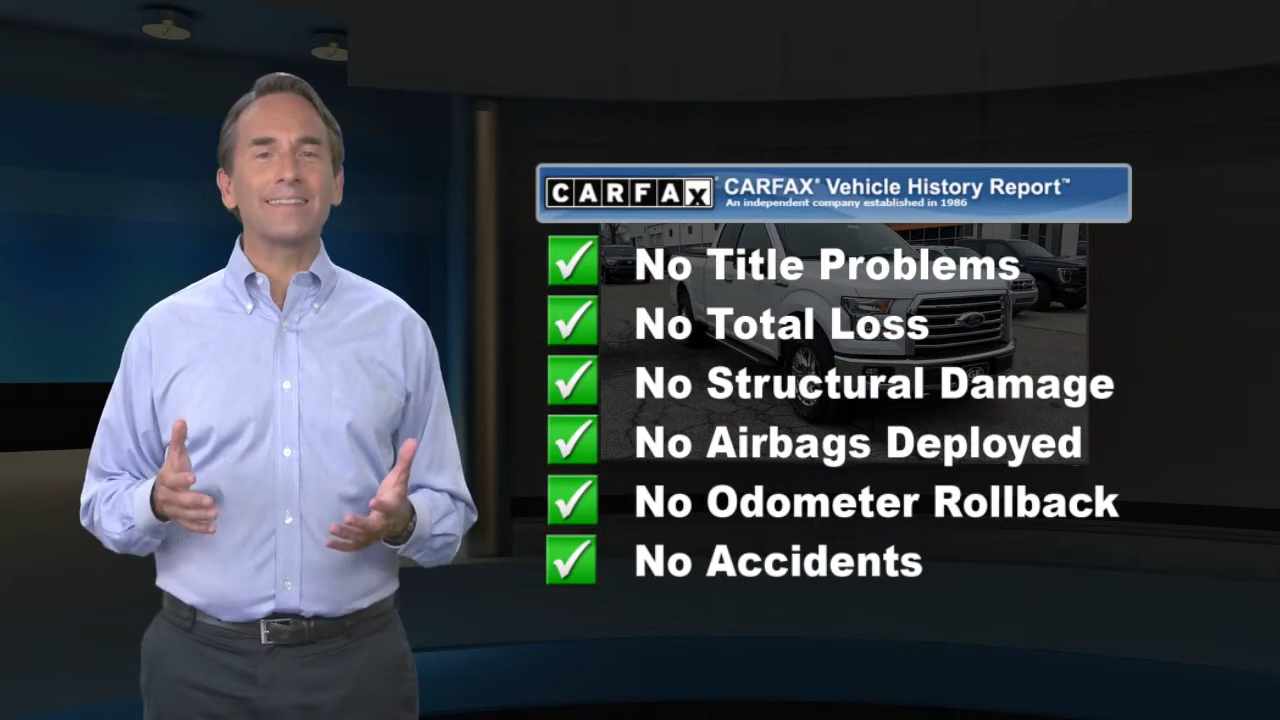 CARFAX® CARFAX® Vehicle History Report™
An independent company established in 1986
No Title Problems
No Total Loss
No Structural Damage
No Airbags Deployed
No Odometer Rollback
No Accidents
Ford